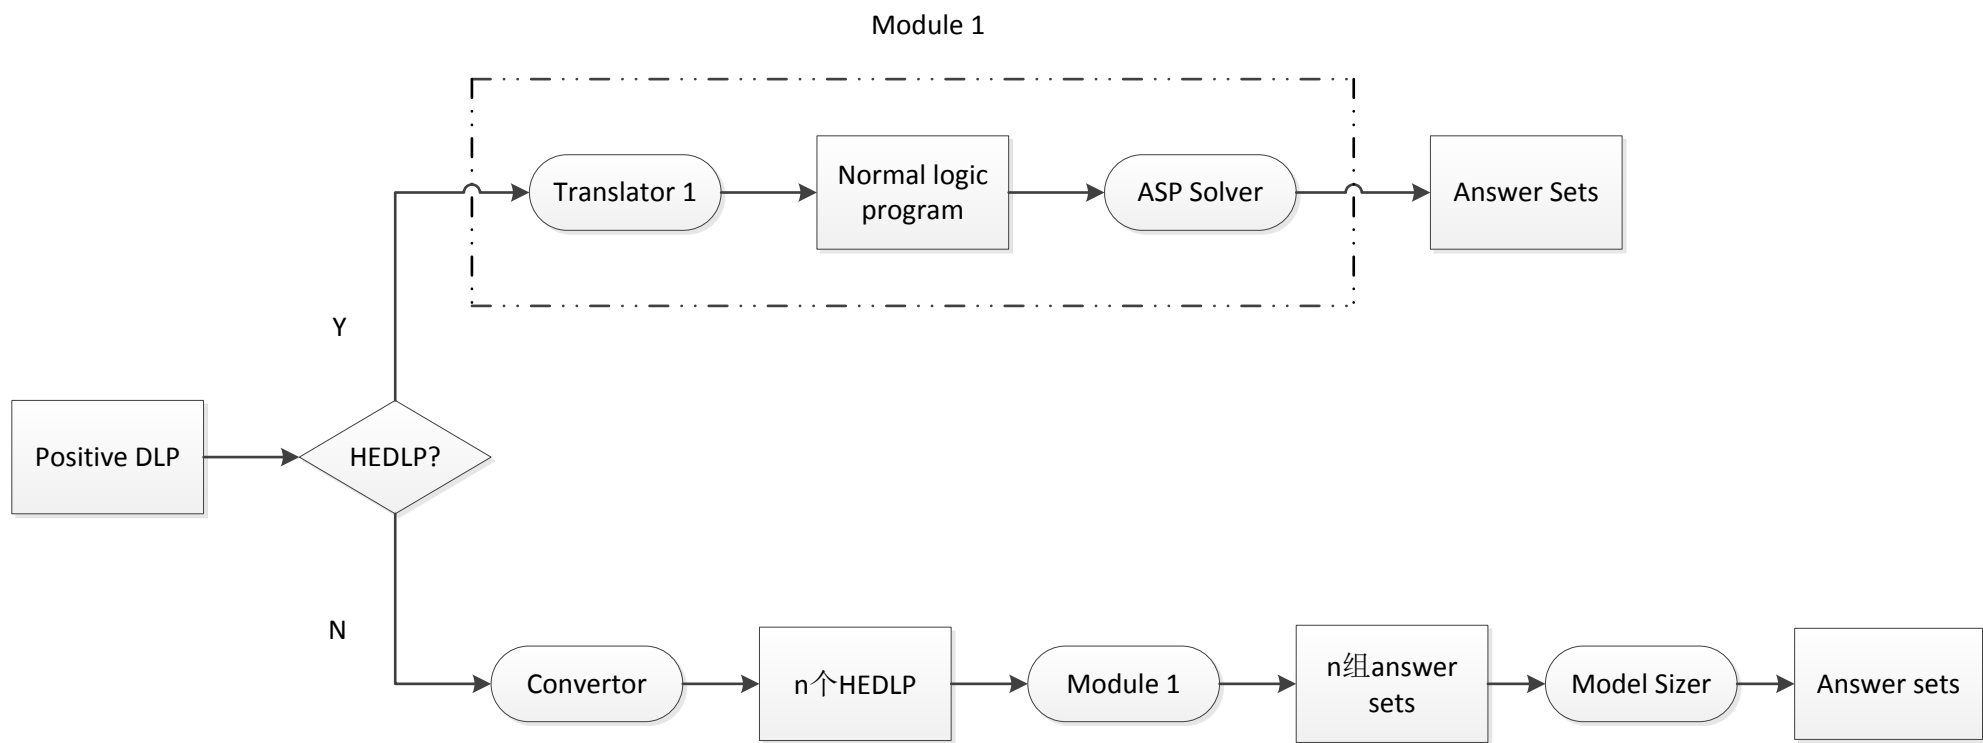 Module 1
Translator 1
Normal logic
program
ASP Solver
Answer Sets
Y
Positive DLP
HEDLP?
N
Convertor
n个HEDLP
Module 1
n组answer
sets
Model Sizer
Answer sets